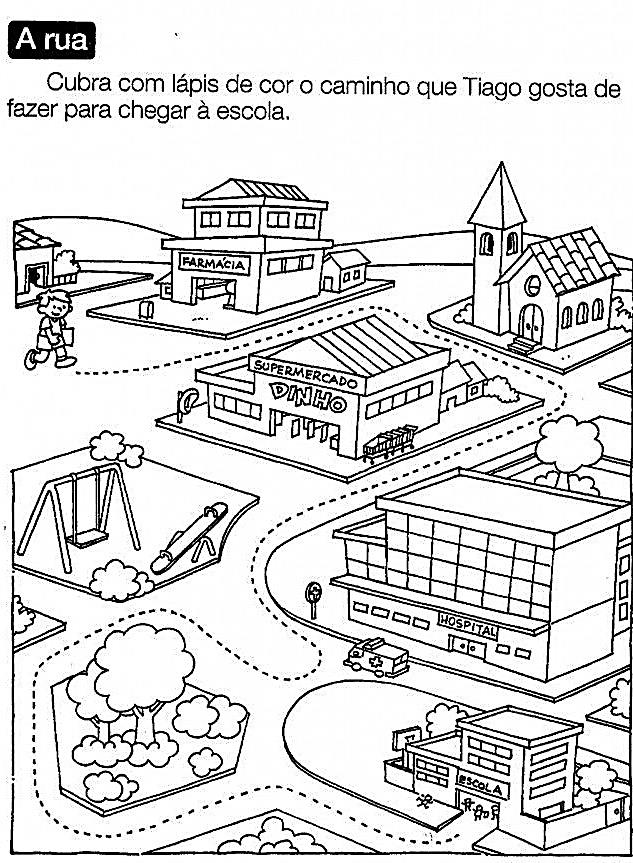 A rua
Cubra com lápis de cor o caminho que Tiago gosta de
fazer para chegar à escola.
FARMÁCIA
SUPERMERCADO
DINHO
HOSPITAL
ESCOLA